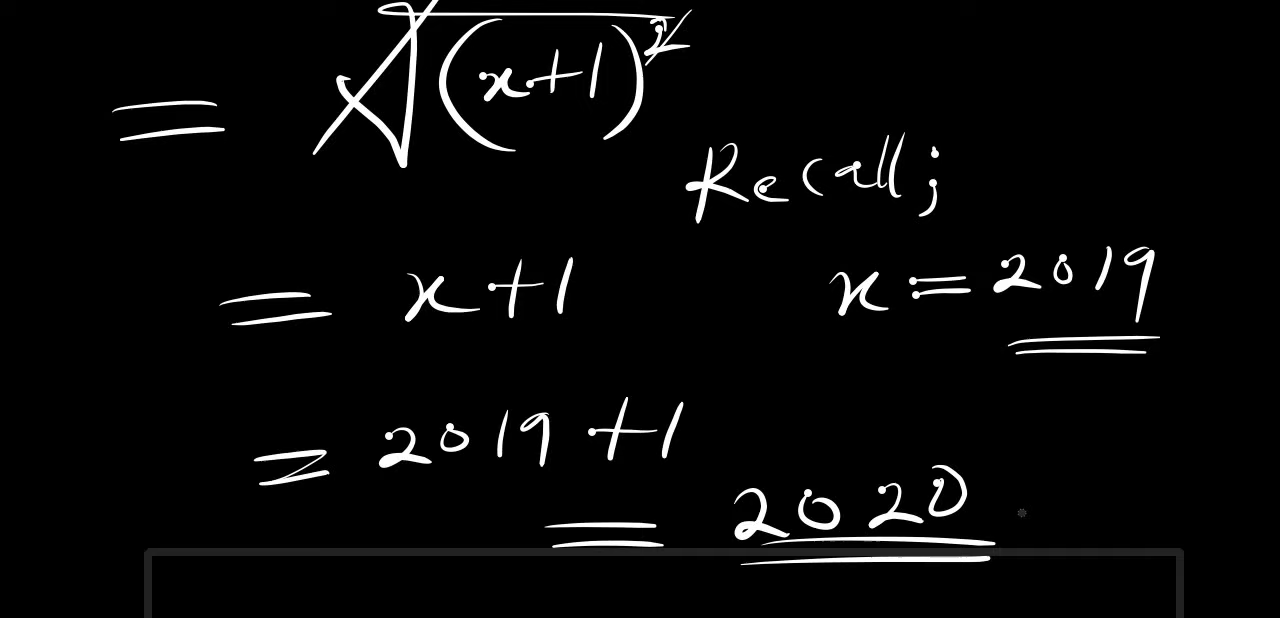 = √(x+1)²
Recall;
= x+1
x = 2019
= 2019 + 1
= 2020